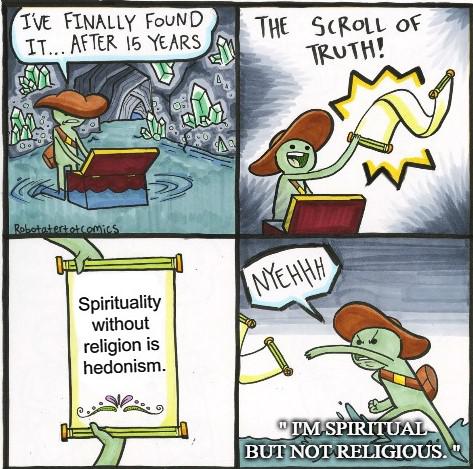 I'VE FINALLY FOUND
IT... AFTER 15 YEARS
Robotatertotcomics
THE SCROLL OF
TRUTH!
Spirituality
without
religion is
hedonism.
NYEHHH
" I'M SPIRITUAL
BUT NOT RELIGIOUS. "